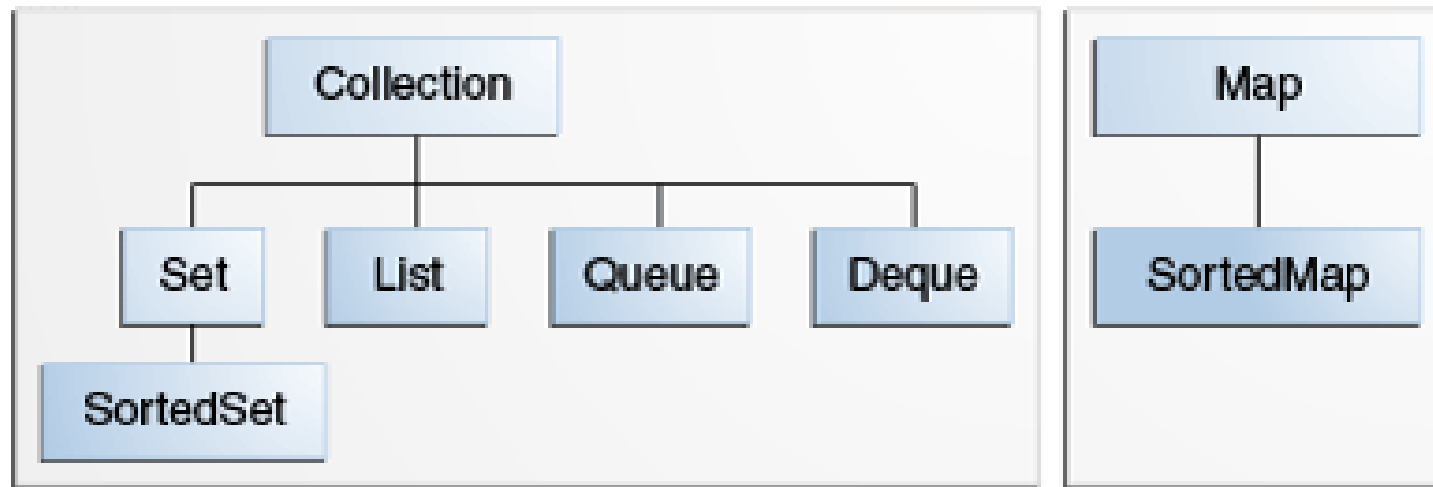 Collection
Map
Set
List
Queue
Deque
SortedMap
SortedSet